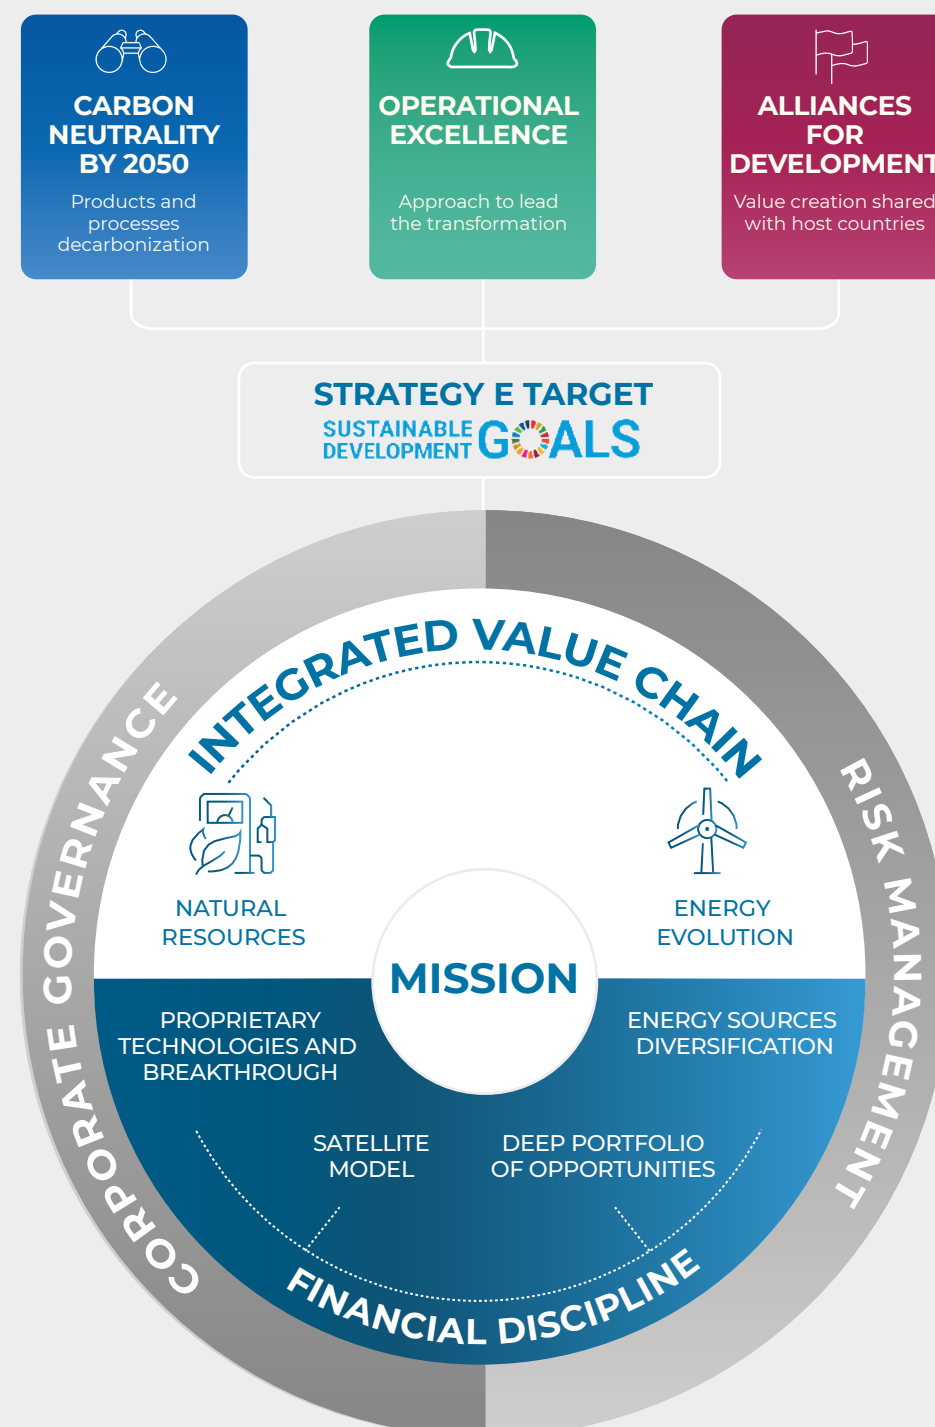 CARBON
NEUTRALITY
BY 2050
Products and
processes
decarbonization
OPERATIONAL
EXCELLENCE
Approach to lead
the transformation
ALLIANCES
FOR
DEVELOPMENT
Value creation shared
with host countries
STRATEGY E TARGET
SUSTAINABLE
DEVELOPMENT
GOALS
CORPORATE GOVERNANCE
RISK MANAGEMENT
INTEGRATED VALUE CHAIN
NATURAL
RESOURCES
ENERGY
EVOLUTION
MISSION
PROPRIETARY
TECHNOLOGIES AND
BREAKTHROUGH
ENERGY SOURCES
DIVERSIFICATION
SATELLITE
MODEL
DEEP PORTFOLIO
OF OPPORTUNITIES
FINANCIAL DISCIPLINE